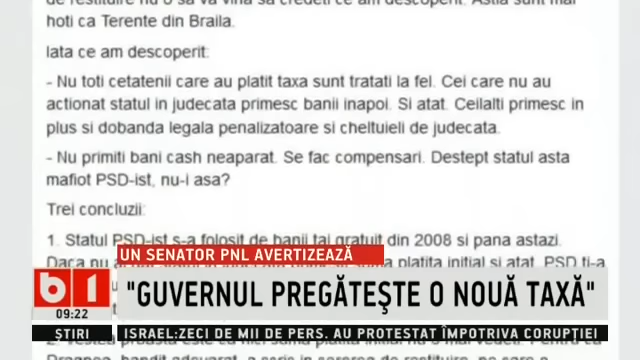 de restituire nu o sa va vina sa credeti ce am descoperit. Astia sunt mai
hoti ca Terente din Braila.
Iata ce am descoperit:
- Nu toti cetatenii care au platit taxa sunt tratati la fel. Cei care nu au
actionat statul in judecata primesc banii inapoi. Si atat. Ceilalti primesc in
plus si dobanda legala penalizatoare si cheltuieli de judecata.
- Nu primiti bani cash neaparat. Se fac compensari. Destept statul asta
mafiot PSD-ist, nu-i asa?
Trei concluzii:
1. Statul PSD-ist s-a folosit de banii tai gratuit din 2008 si pana astazi.
UN SENATOR PNL AVERTIZEAZĂ
Daca nu
platita initial si atat. PSD ti-a
b1
"GUVERNUL PREGĂTEŞTE O NOUĂ TAXĂ"
09:22
ŞTIRI
ISRAEL:ZECI DE MII DE PERS. AU PROTESTAT ÎMPOTRIVA CORUPŢIEI